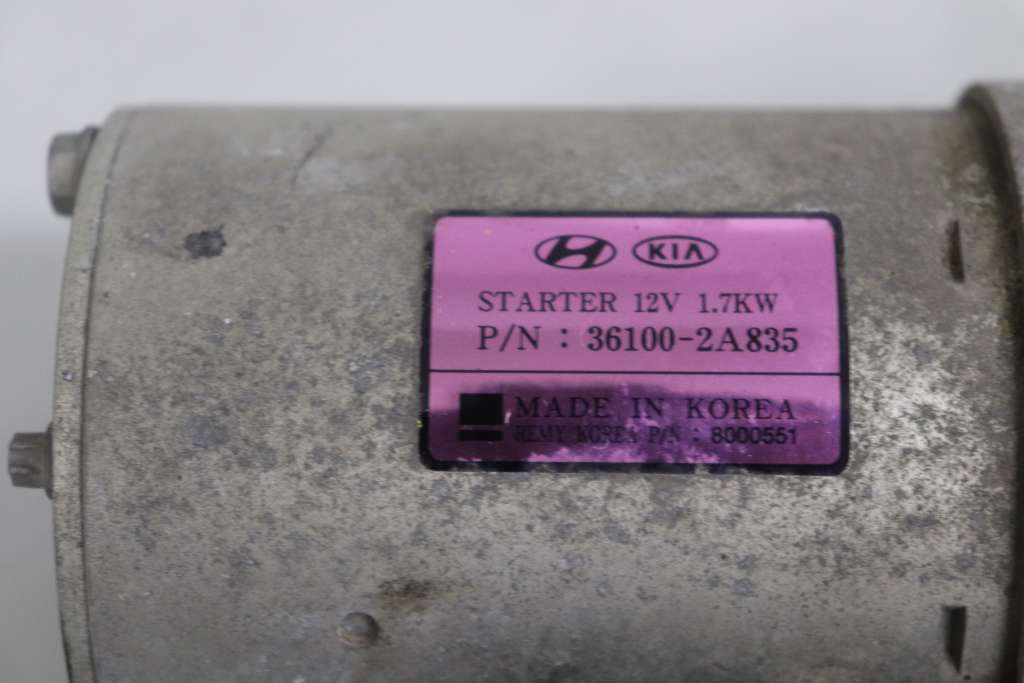 KIA
STARTER 12V 1.7KW
P/N : 36100-2A835
MADE IN KOREA
REMY KOREA P/N : 8000551